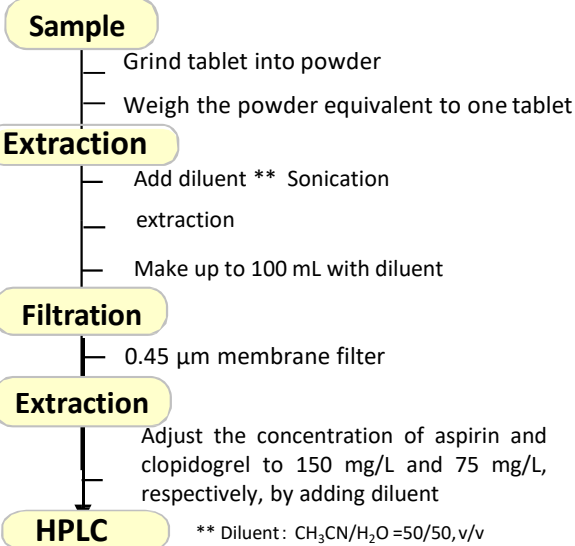 Sample
Grind tablet into powder
Weigh the powder equivalent to one tablet
Extraction
Add diluent ** Sonication
extraction
Make up to 100 mL with diluent
Filtration
0.45 µm membrane filter
Extraction
Adjust the concentration of aspirin and
clopidogrel to 150 mg/L and 75 mg/L,
respectively, by adding diluent
HPLC
** Diluent: CH₃CN/H₂O =50/50, v/v